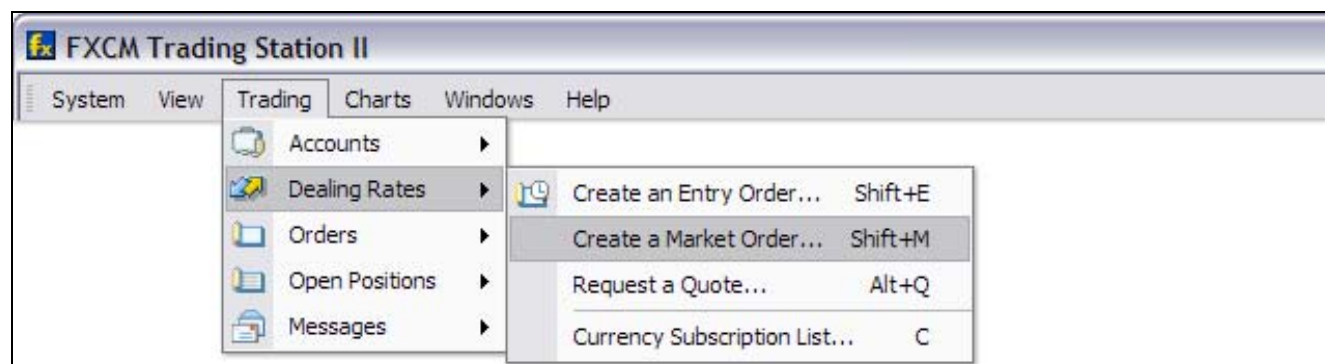 fx FXCM Trading Station II
System View Trading Charts Windows Help
Accounts
Dealing Rates
Orders
Open Positions
Messages
Create an Entry Order... Shift+E
Create a Market Order... Shift+M
Request a Quote... Alt+Q
Currency Subscription List... C